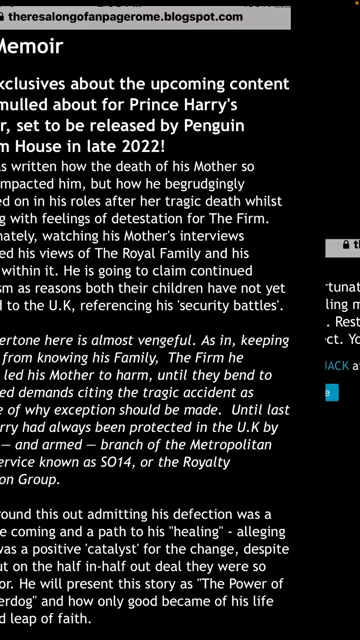 theresalongofanpagerome.blogspot.com
Memoir
xclusives about the upcoming content
mulled about for Prince Harry's
r, set to be released by Penguin
m House in late 2022!
s written how the death of his Mother so
impacted him, but how he begrudgingly
ed on in his roles after her tragic death whilst
g with feelings of detestation for The Firm.
nately, watching his Mother's interviews
ed his views of The Royal Family and his
within it. He is going to claim continued
sm as reasons both their children have not yet
d to the U.K, referencing his 'security battles'.
ertone here is almost vengeful. As in, keeping
from knowing his Family, The Firm he
led his Mother to harm, until they bend to
ed demands citing the tragic accident as
e of why exception should be made. Until last
rry had always been protected in the U.K by
— and armed — branch of the Metropolitan
ervice known as SO14, or the Royalty
on Group.
round this out admitting his defection was a
e coming and a path to his "healing" - alleging
was a positive 'catalyst' for the change, despite
ut on the half in-half out deal they were so
or. He will present this story as "The Power of
erdog" and how only good became of his life
d leap of faith.
t
rtunat
ling m
. Rest
ct. Yo
JACK a
e